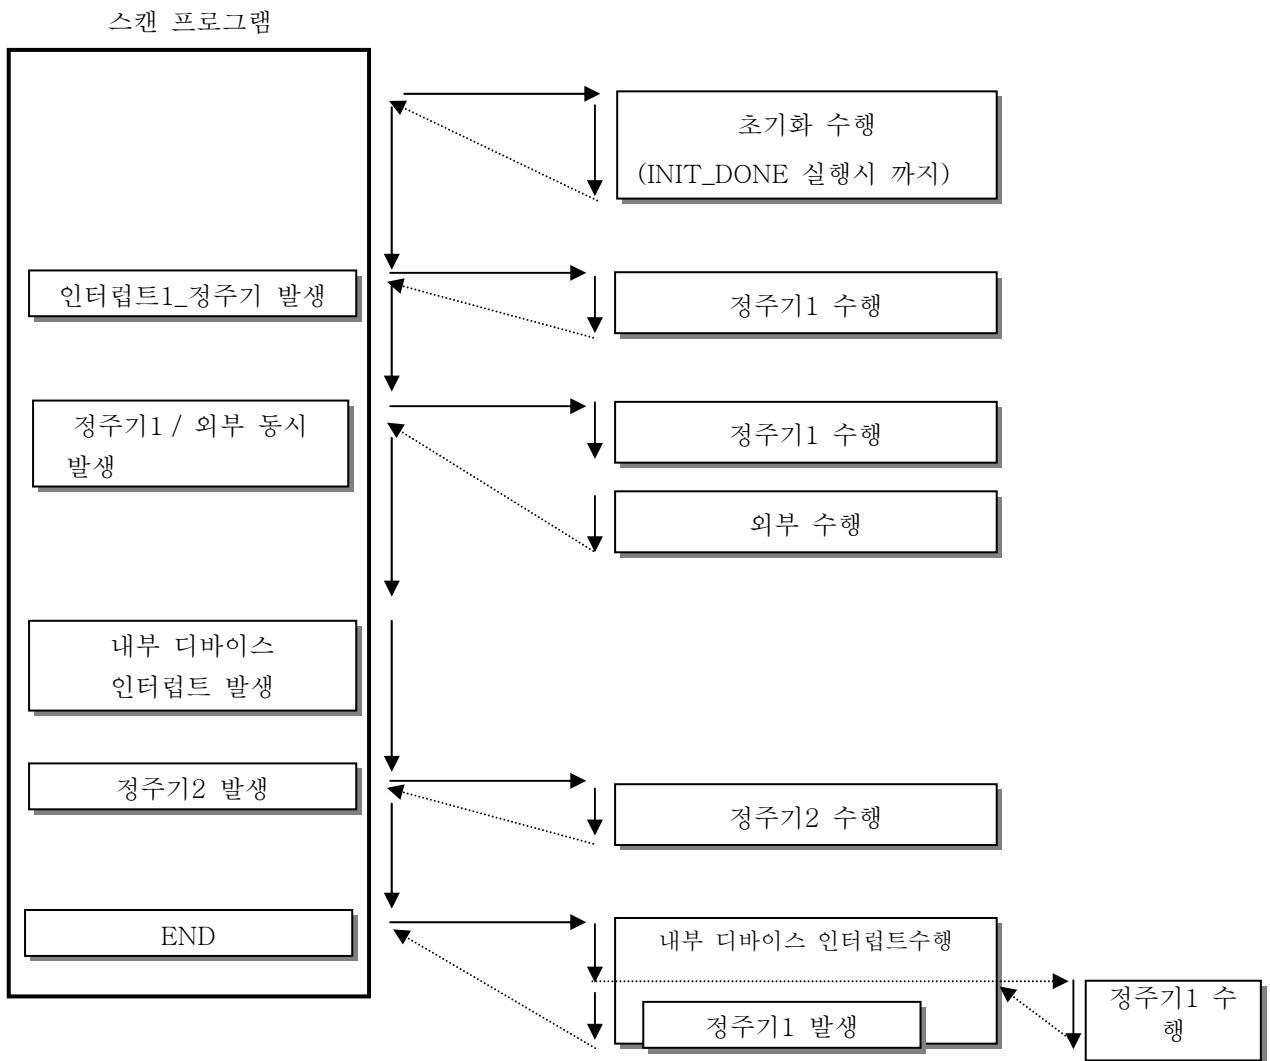 스캔 프로그램
초기화 수행
(INIT_DONE 실행시 까지)
인터럽트1_정주기 발생
정주기1 수행
정주기1 / 외부 동시
발생
정주기1 수행
외부 수행
내부 디바이스
인터럽트 발생
정주기2 발생
정주기2 수행
END
내부 디바이스 인터럽트수행
정주기1 발생
정주기1 수
행